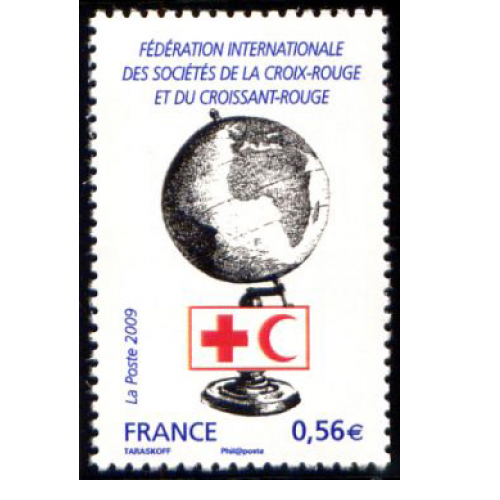 FÉDÉRATION INTERNATIONALE
DES SOCIÉTÉS DE LA CROIX-ROUGE
ET DU CROISSANT-ROUGE
La Poste 2009
FRANCE 0,56€
TARASKOFF Phil@poste